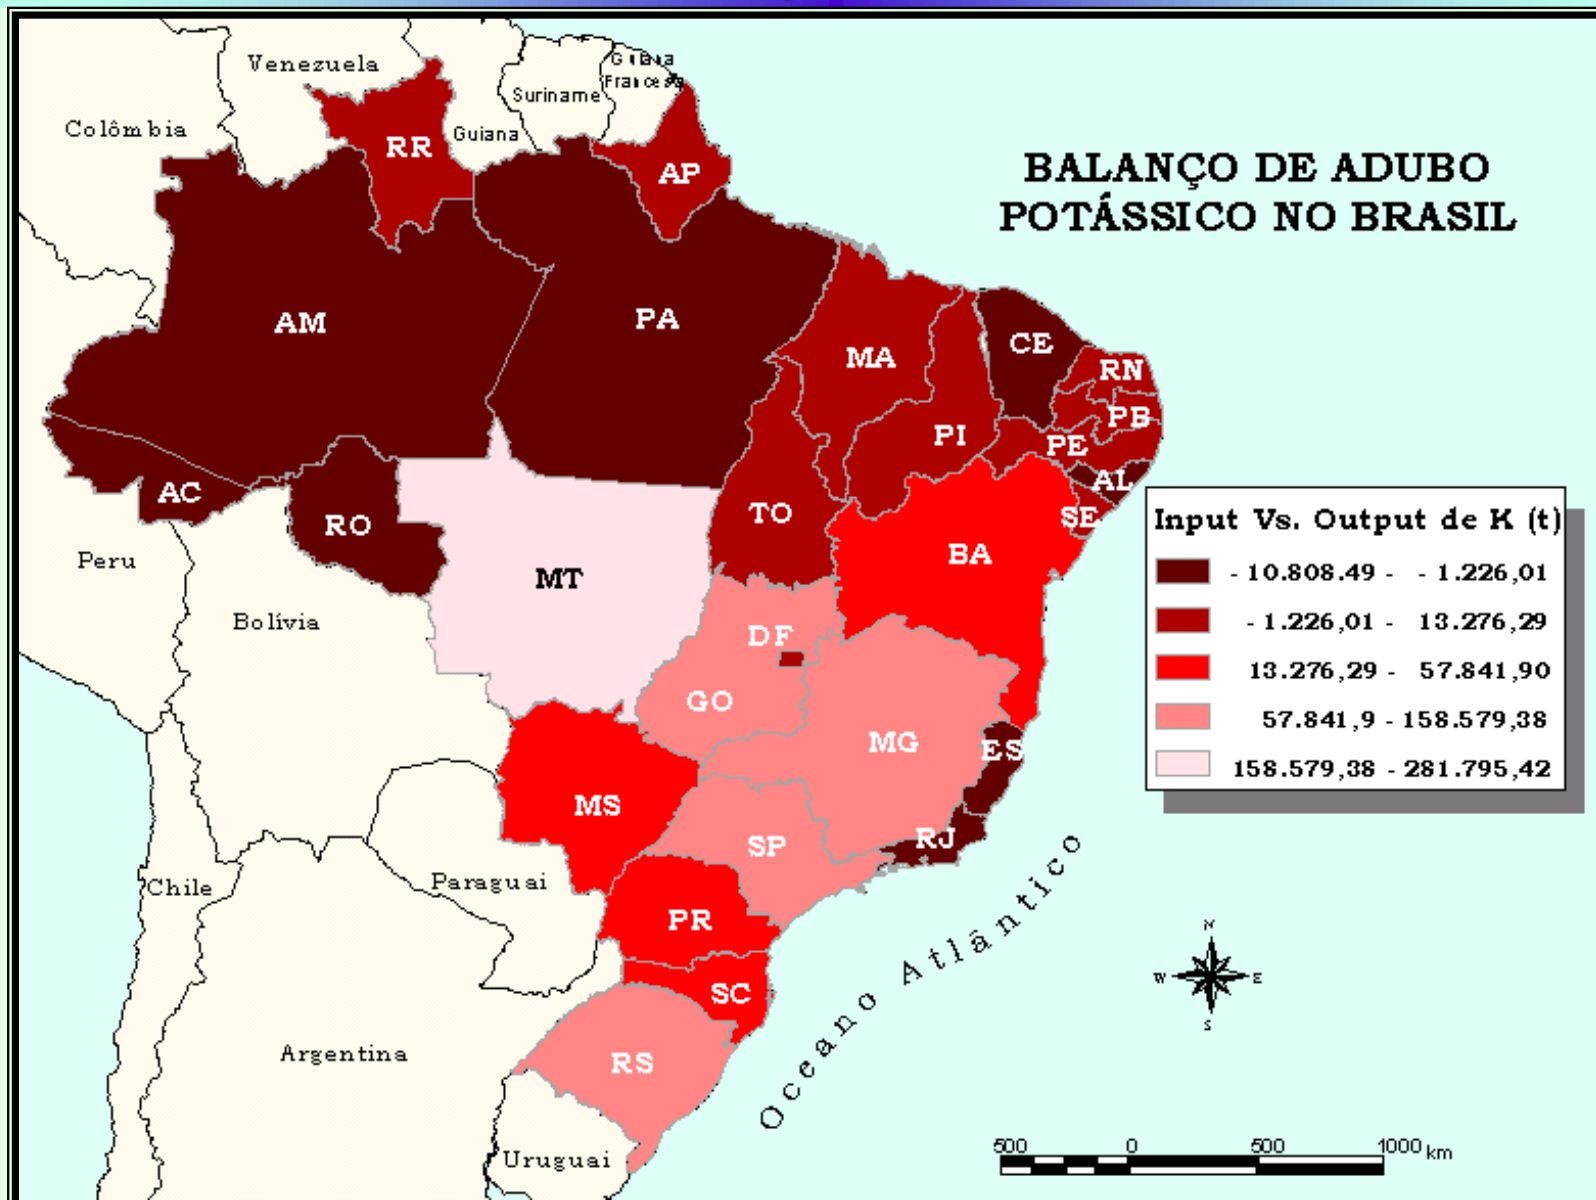 BALANÇO DE ADUBO
POTÁSSICO NO BRASIL
Venezuela
Colômbia
Guiana
Suriname
Guiana
Francesa
RR
AP
AM
PA
MA
CE
RN
PB
PI
PE
AL
SE
AC
RO
TO
BA
Peru
MT
Bolívia
DF
GO
MG
ES
MS
SP
RJ
Chile
Paraguai
PR
SC
Argentina
RS
Uruguai
Oceano Atlântico
Input Vs. Output de K (t)
- 10.808.49 - - 1.226,01
- 1.226,01 - 13.276,29
13.276,29 - 57.841,90
57.841,9 - 158.579,38
158.579,38 - 281.795,42
N
W E
S
500 0 500 1000 km